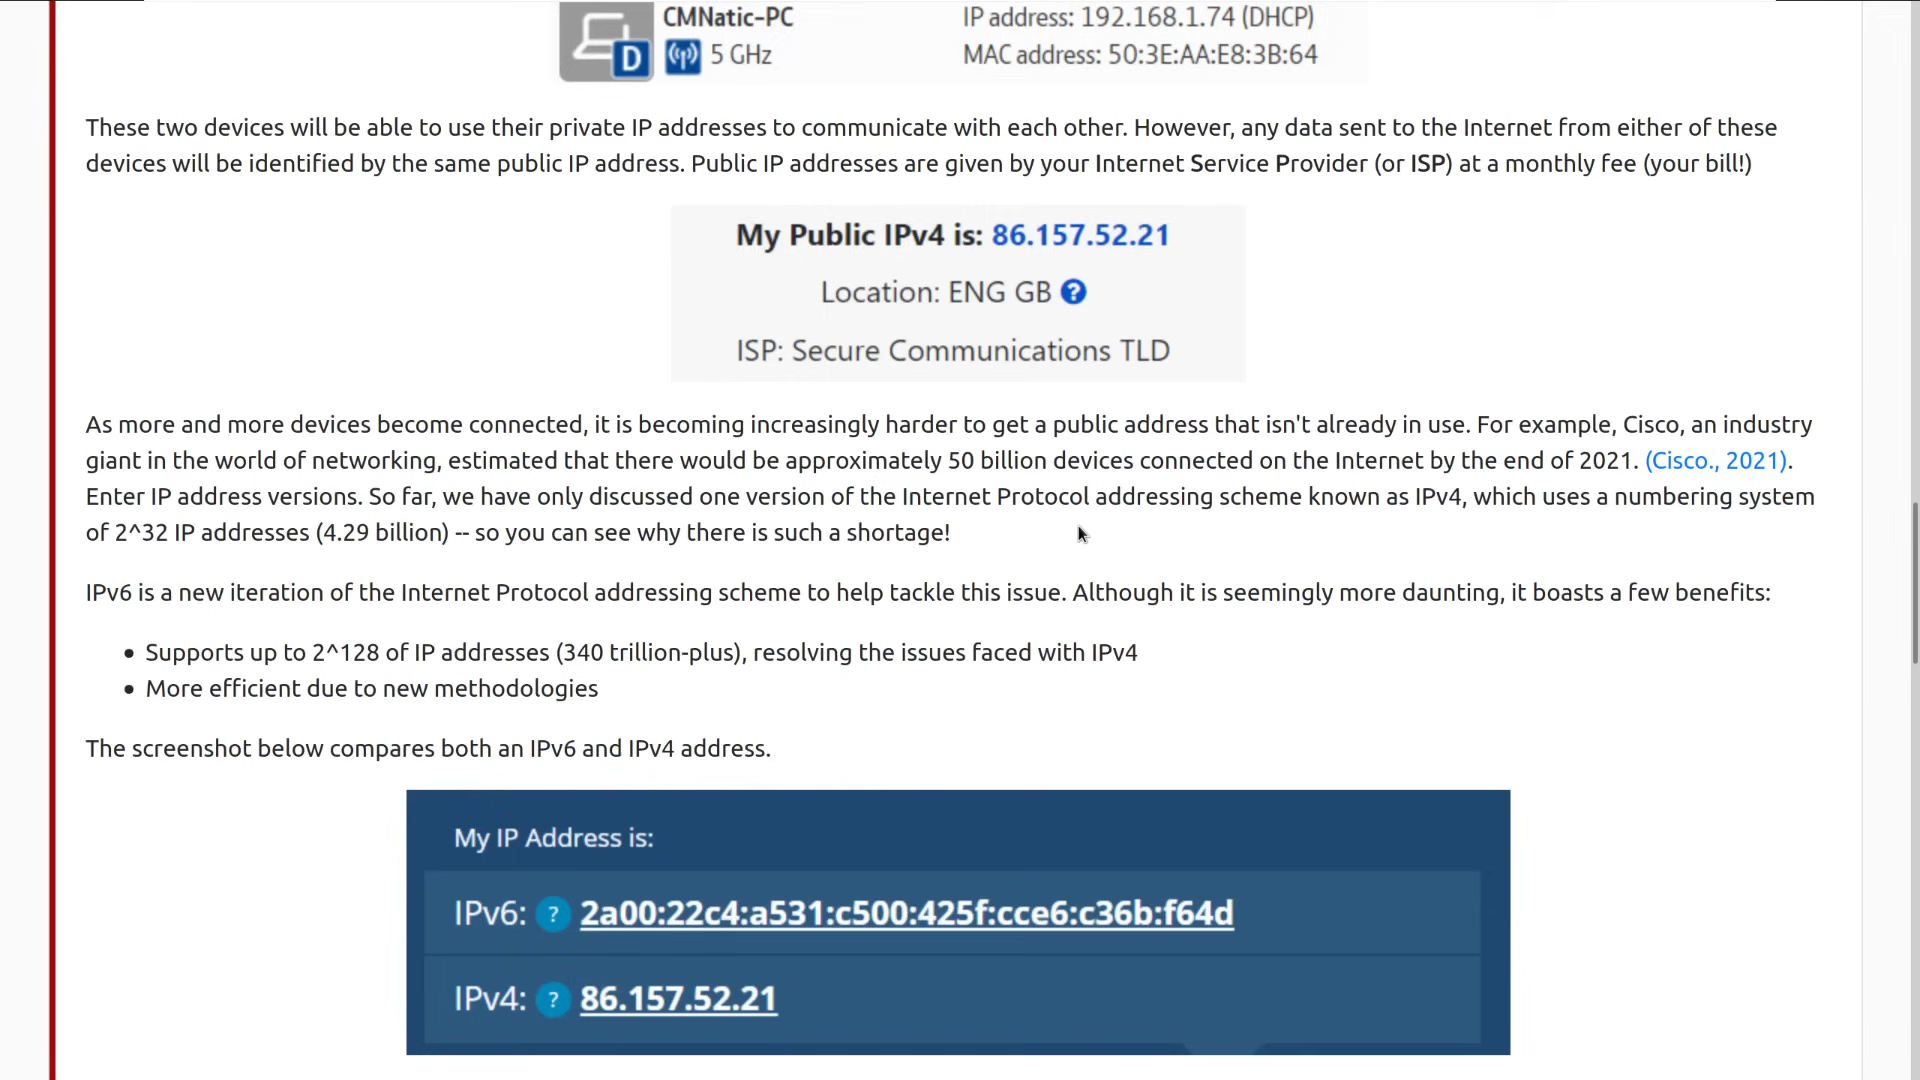 CMNatic-PC IP address: 192.168.1.74 (DHCP)
D 5 GHz MAC address: 50:3E:AA:E8:3B:64
These two devices will be able to use their private IP addresses to communicate with each other. However, any data sent to the Internet from either of these
devices will be identified by the same public IP address. Public IP addresses are given by your Internet Service Provider (or ISP) at a monthly fee (your bill!)
My Public IPv4 is: 86.157.52.21
Location: ENG GB ?
ISP: Secure Communications TLD
As more and more devices become connected, it is becoming increasingly harder to get a public address that isn't already in use. For example, Cisco, an industry
giant in the world of networking, estimated that there would be approximately 50 billion devices connected on the Internet by the end of 2021. (Cisco., 2021).
Enter IP address versions. So far, we have only discussed one version of the Internet Protocol addressing scheme known as IPv4, which uses a numbering system
of 2^32 IP addresses (4.29 billion) -- so you can see why there is such a shortage!
IPv6 is a new iteration of the Internet Protocol addressing scheme to help tackle this issue. Although it is seemingly more daunting, it boasts a few benefits:
• Supports up to 2^128 of IP addresses (340 trillion-plus), resolving the issues faced with IPv4
• More efficient due to new methodologies
The screenshot below compares both an IPv6 and IPv4 address.
My IP Address is:
IPv6: ? 2a00:22c4:a531:c500:425f:cce6:c36b:f64d
IPv4: ? 86.157.52.21